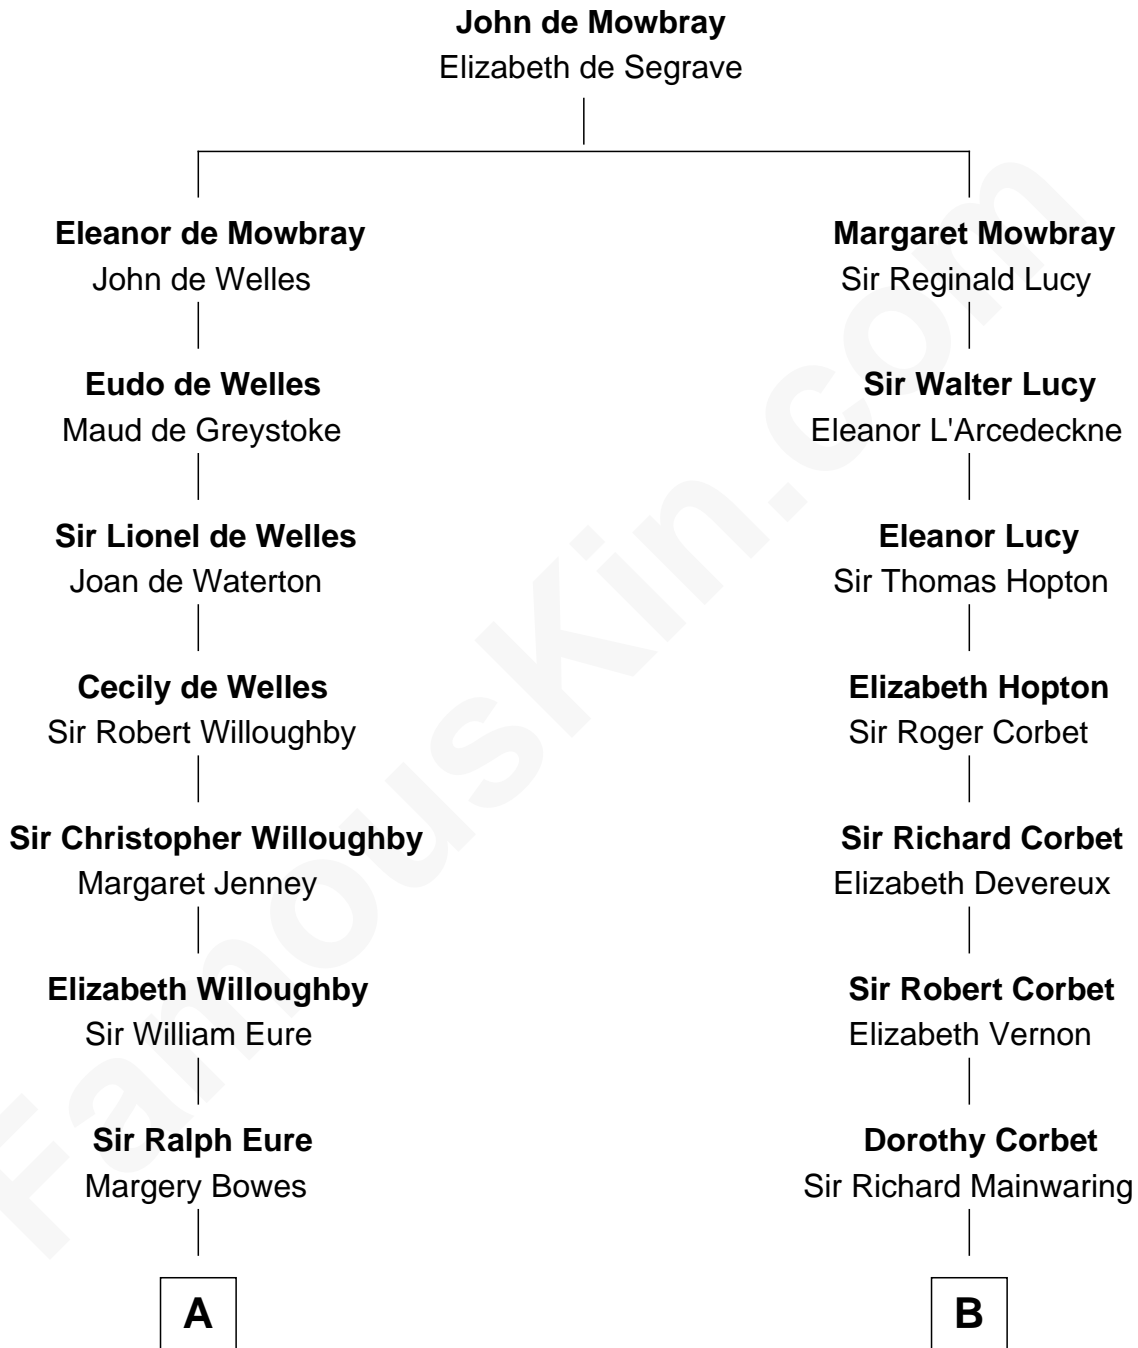 John de Mowbray
Elizabeth de Segrave
Eleanor de Mowbray
John de Welles
Eudo de Welles
Maud de Greystoke
Sir Lionel de Welles
Joan de Waterton
Cecily de Welles
Sir Robert Willoughby
Sir Christopher Willoughby
Margaret Jenney
Elizabeth Willoughby
Sir William Eure
Sir Ralph Eure
Margery Bowes
A
Margaret Mowbray
Sir Reginald Lucy
Sir Walter Lucy
Eleanor L'Arcedeckne
Eleanor Lucy
Sir Thomas Hopton
Elizabeth Hopton
Sir Roger Corbet
Sir Richard Corbet
Elizabeth Devereux
Sir Robert Corbet
Elizabeth Vernon
Dorothy Corbet
Sir Richard Mainwaring
B
FamousKin.com